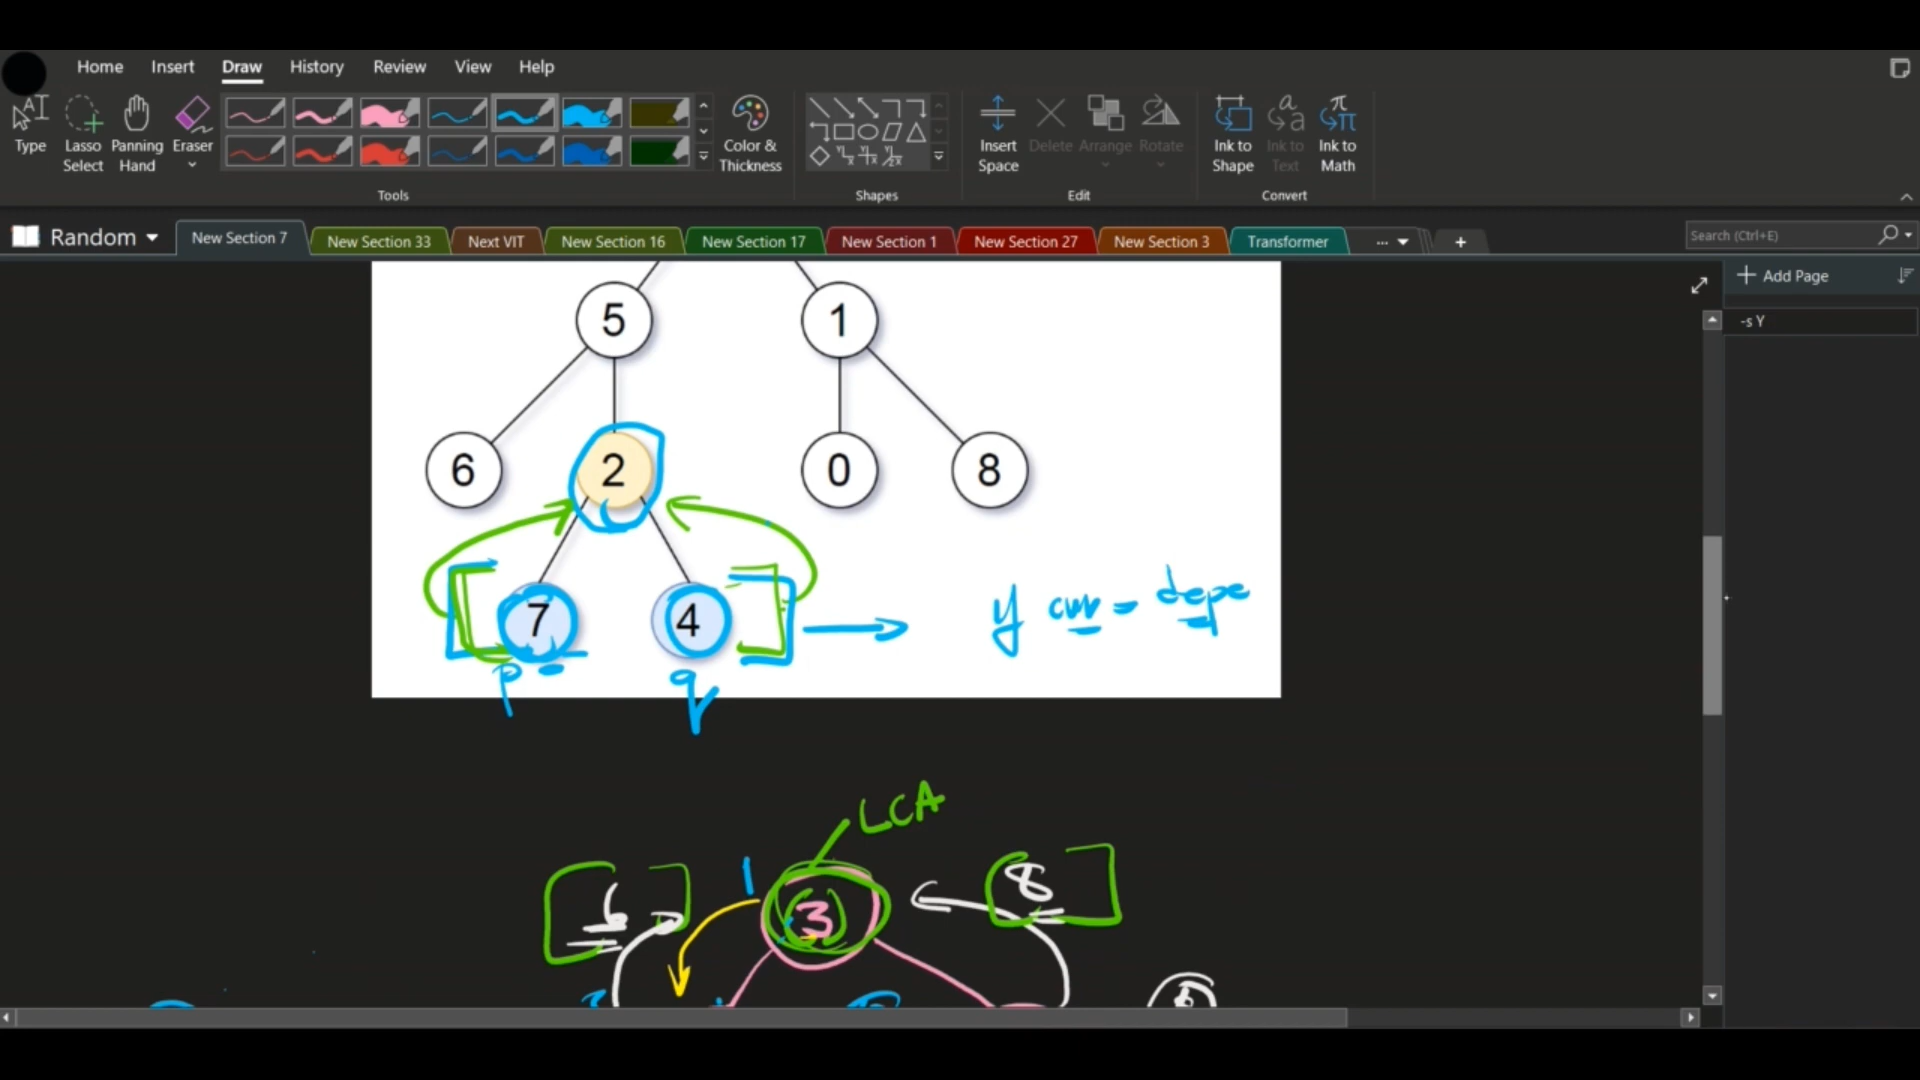 Home Insert Draw History Review View Help
Type Lasso Select Panning Hand Eraser Color & Thickness Insert Space Delete Arrange Rotate Ink to Shape Ink to Text Ink to Math
Tools Shapes Edit Convert
Random New Section 7 New Section 33 Next VIT New Section 16 New Section 17 New Section 1 New Section 27 New Section 3 Transformer ... + Search (Ctrl+E)
Add Page
-s Y
5 1
6 2 0 8
7 4
cur =
p q
LCA
6 1 3 8